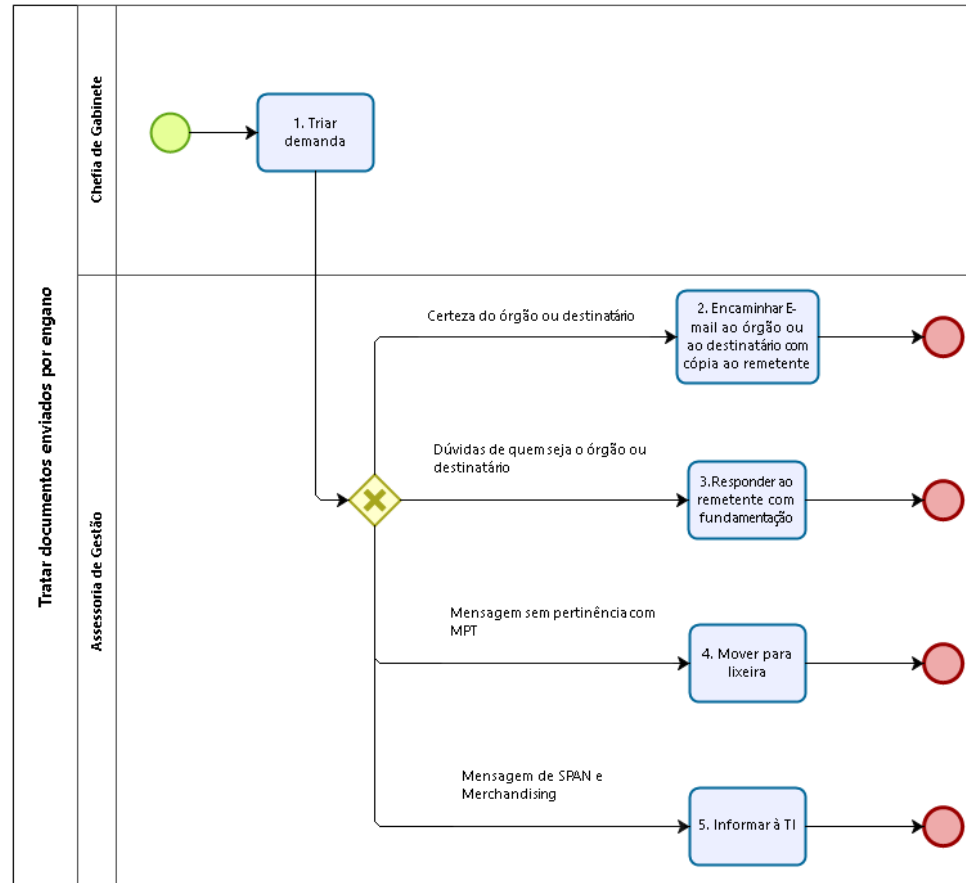 Tratar documentos enviados por engano
Chefia de Gabinete
1. Triar
demanda
Assessoria de Gestão
Certeza do órgão ou destinatário
2. Encaminhar E-
mail ao órgão ou
ao destinatário com
cópia ao remetente
Dúvidas de quem seja o órgão ou
destinatário
3.Responder ao
remetente com
fundamentação
Mensagem sem pertinência com
MPT
4. Mover para
lixeira
Mensagem de SPAN e
Merchandising
5. Informar à TI